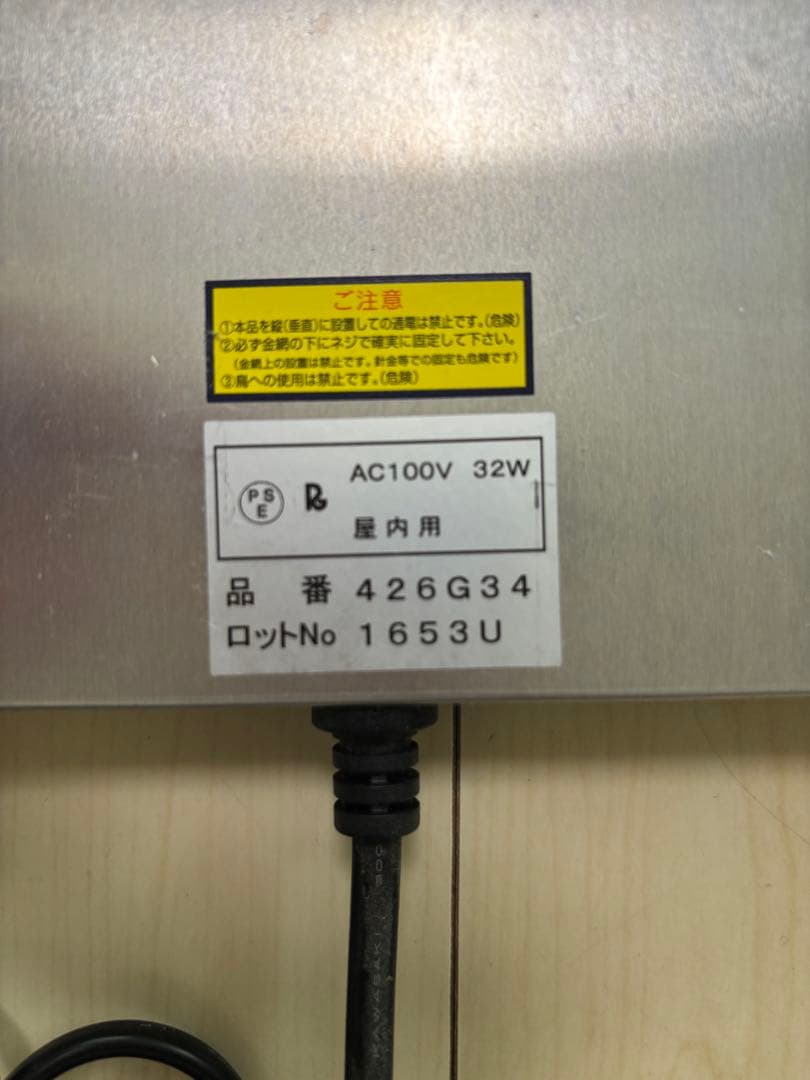 ご注意
①本品を縦(垂直)に設置しての通電は禁止です。(危険)
②必ず金網の下にネジで確実に固定して下さい。
(金網上の設置は禁止です。針金等での固定も危険です)
③鳥への使用は禁止です。(危険)
PS
E
AC100V 32W
屋内用
品番 426G34
ロットNo 1653U
KAWASAKI